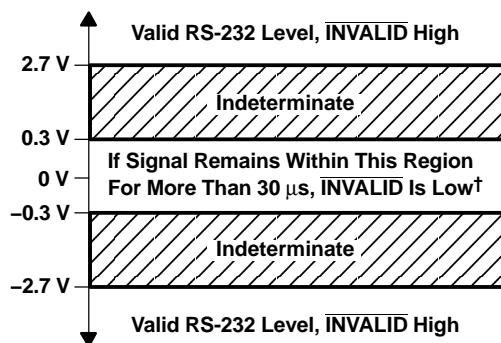 Valid RS-232 Level, INVALID High
2.7 V
Indeterminate
0.3 V
If Signal Remains Within This Region
0 V
For More Than 30 µs, INVALID Is Low†
–0.3 V
Indeterminate
–2.7 V
Valid RS-232 Level, INVALID High